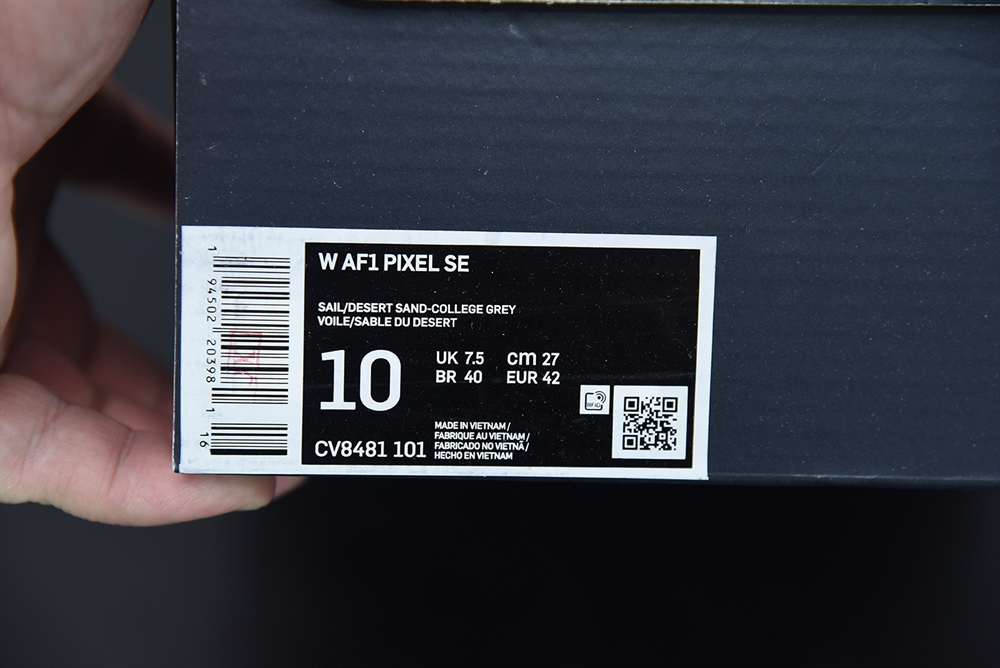 W AF1 PIXEL SE
SAIL/DESERT SAND-COLLEGE GREY
VOILE/SABLE DU DESERT
10
UK 7.5 cm 27
BR 40 EUR 42
RFID
MADE IN VIETNAM /
FABRIQUE AU VIETNAM /
FABRICADO NO VIETNÃ /
HECHO EN VIETNAM
CV8481 101
1 94502 20398 1 16